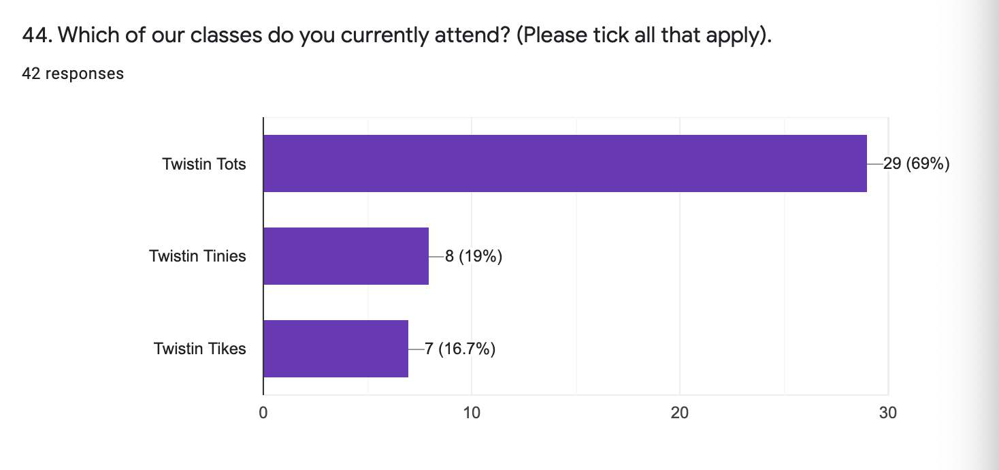 44. Which of our classes do you currently attend? (Please tick all that apply).
42 responses
Twistin Tots
29 (69%)
Twistin Tinies
8 (19%)
Twistin Tikes
7 (16.7%)
0
10
20
30